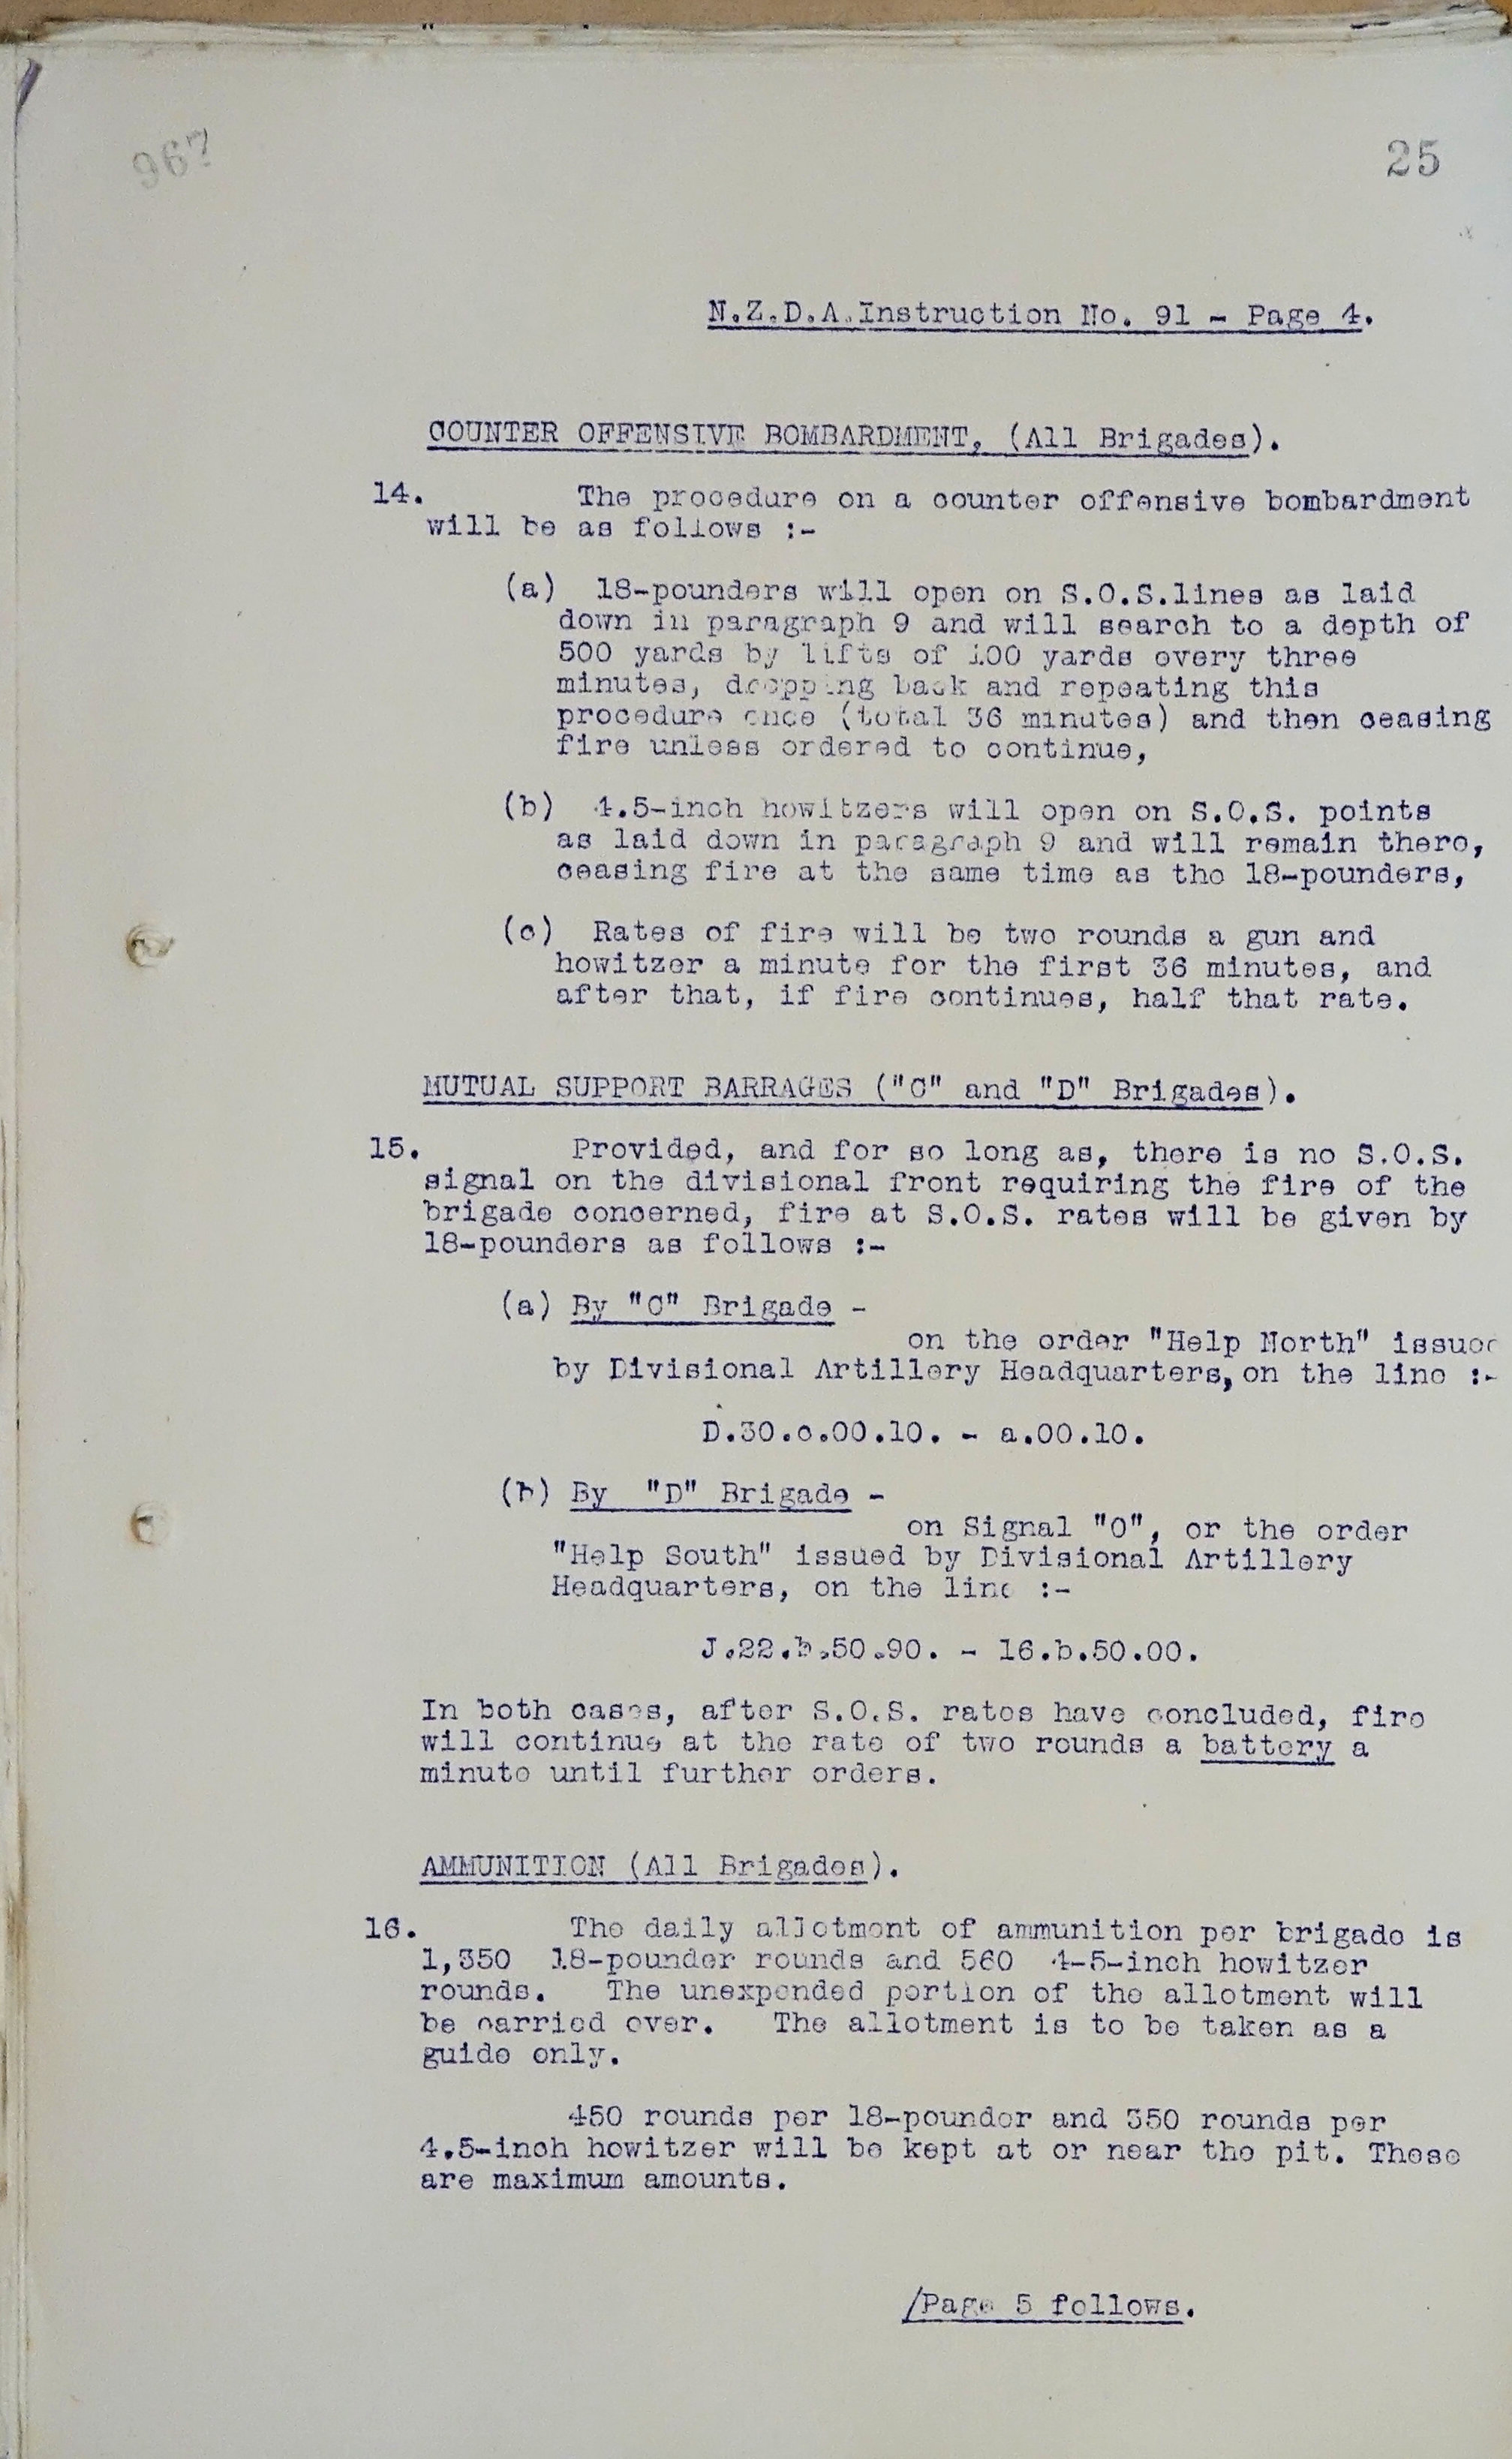 967
25
N.Z.D.A.Instruction No. 91 - Page 4.
COUNTER OFFENSIVE BOMBARDMENT, (All Brigades).
14. The procedure on a counter offensive bombardment
will be as follows :-
(a) 18-pounders will open on S.O.S.lines as laid
down in paragraph 9 and will search to a depth of
500 yards by lifts of 100 yards every three
minutes, dropping back and repeating this
procedure once (total 36 minutes) and then ceasing
fire unless ordered to continue,
(b) 4.5-inch howitzers will open on S.O.S. points
as laid down in paragraph 9 and will remain there,
ceasing fire at the same time as the 18-pounders,
(c) Rates of fire will be two rounds a gun and
howitzer a minute for the first 36 minutes, and
after that, if fire continues, half that rate.
MUTUAL SUPPORT BARRAGES ("C" and "D" Brigades).
15. Provided, and for so long as, there is no S.O.S.
signal on the divisional front requiring the fire of the
brigade concerned, fire at S.O.S. rates will be given by
18-pounders as follows :-
(a) By "C" Brigade -
on the order "Help North" issued
by Divisional Artillery Headquarters, on the line :-
D.30.c.00.10. - a.00.10.
(b) By "D" Brigade -
on Signal "O", or the order
"Help South" issued by Divisional Artillery
Headquarters, on the line :-
J.22.b.50.90. - 16.b.50.00.
In both cases, after S.O.S. rates have concluded, fire
will continue at the rate of two rounds a battery a
minute until further orders.
AMMUNITION (All Brigades).
16. The daily allotment of ammunition per brigade is
1,350 18-pounder rounds and 560 4-5-inch howitzer
rounds. The unexpended portion of the allotment will
be carried over. The allotment is to be taken as a
guide only.
450 rounds per 18-pounder and 350 rounds per
4.5-inch howitzer will be kept at or near the pit. These
are maximum amounts.
/Page 5 follows.